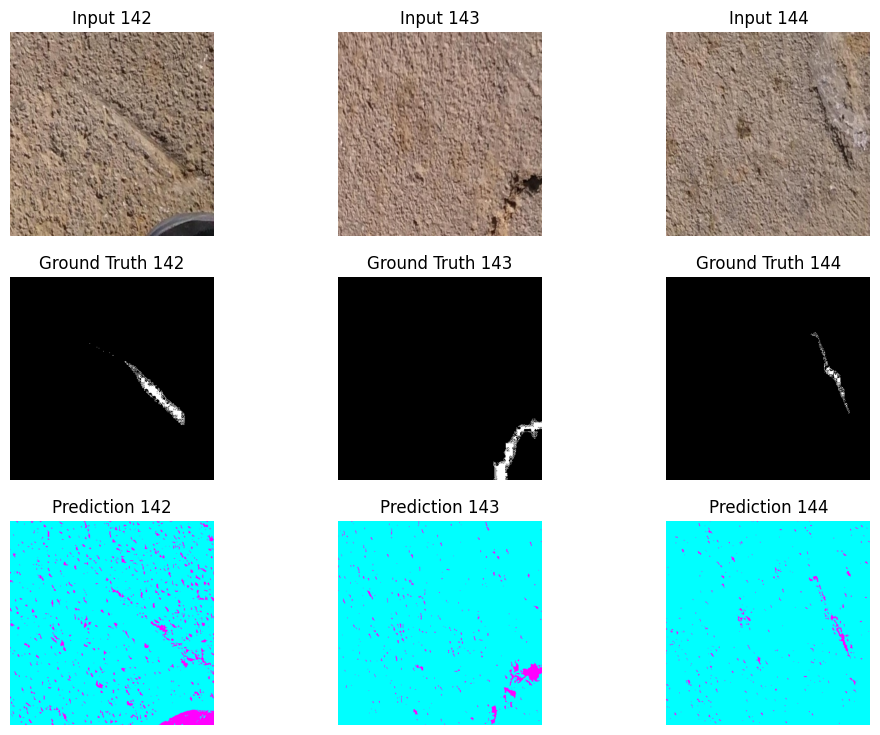 Input 142
Input 143
Input 144
Ground Truth 142
Ground Truth 143
Ground Truth 144
Prediction 142
Prediction 143
Prediction 144